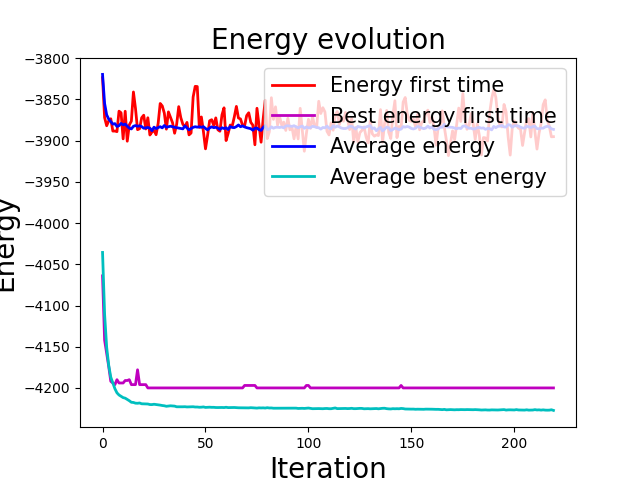 Energy evolution
Energy
−3800
−3850
−3900
−3950
−4000
−4050
−4100
−4150
−4200
Energy first time
Best energy first time
Average energy
Average best energy
0
50
100
150
200
Iteration